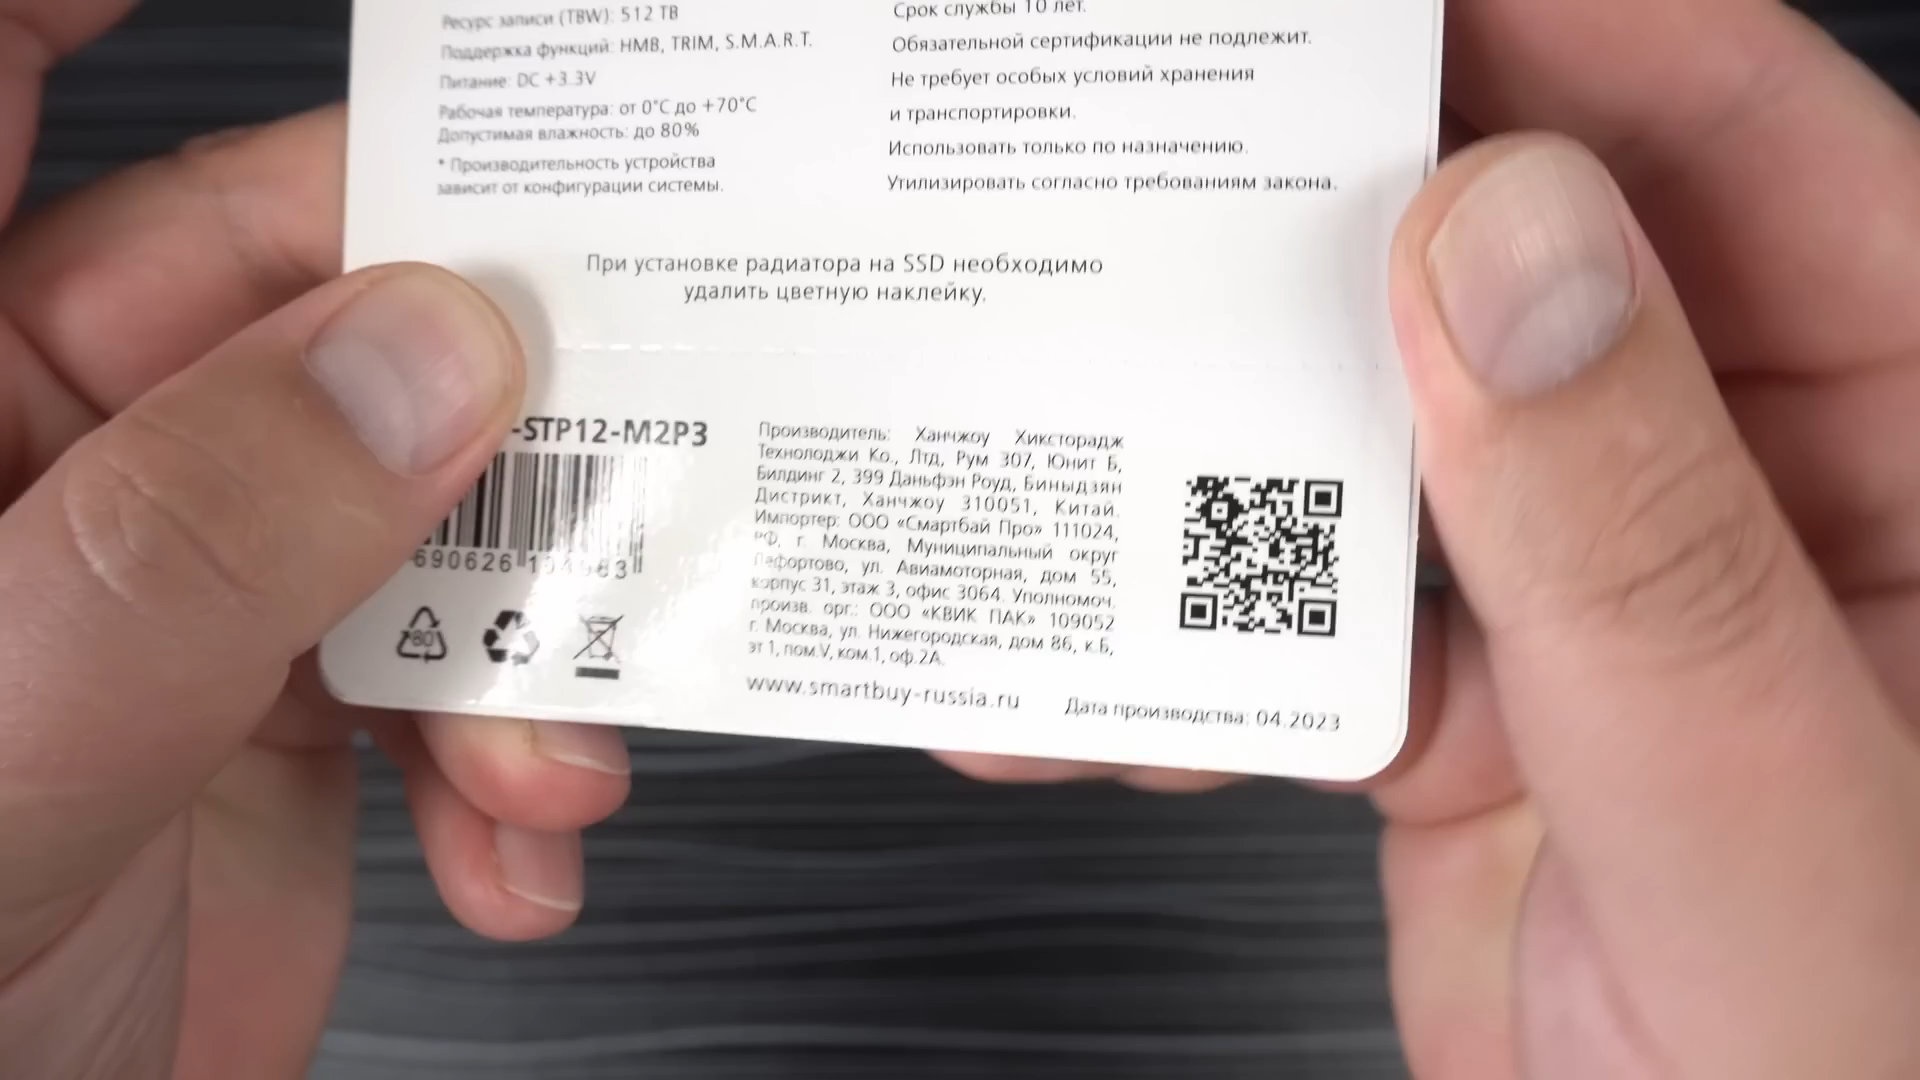 Ресурс записи (TBW): 512 TB
Поддержка функций: HMB, TRIM, S.M.A.R.T.
Питание: DC +3.3V
Рабочая температура: от 0°C до +70°C
Допустимая влажность: до 80%
* Производительность устройства
зависит от конфигурации системы.
Срок службы 10 лет.
Обязательной сертификации не подлежит.
Не требует особых условий хранения
и транспортировки.
Использовать только по назначению.
Утилизировать согласно требованиям закона.
При установке радиатора на SSD необходимо
удалить цветную наклейку.
-STP12-M2P3
690626
80
Производитель: Ханчжоу Хиксторадж
Технолоджи Ко., Лтд, Рум 307, Юнит Б,
Билдинг 2, 399 Даньфэн Роуд, Биньдзян
Дистрикт, Ханчжоу 310051, Китай.
Импортер: ООО «Смартбай Про» 111024,
РФ, г. Москва, Муниципальный округ
Лефортово, ул. Авиамоторная, дом 55,
корпус 31, этаж 3, офис 3064. Уполномоч.
произв. орг.: ООО «КВИК ПАК» 109052
г. Москва, ул. Нижегородская, дом 86, к.Б,
эт 1, пом.V, ком.1, оф.2А.
www.smartbuy-russia.ru
Дата производства: 04.2023